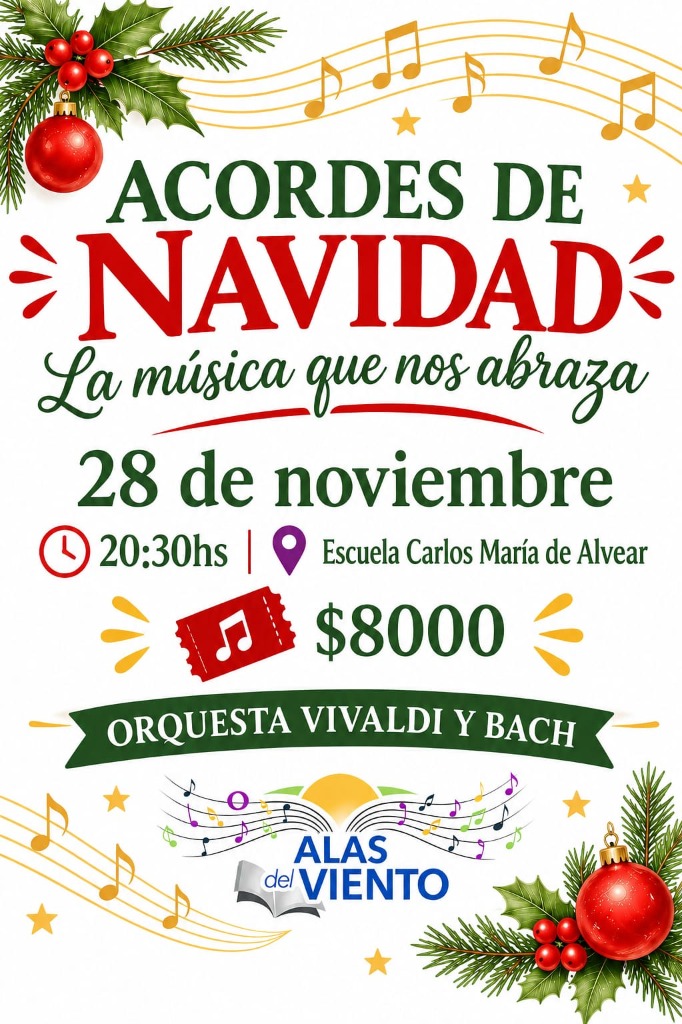 ACORDES DE
NAVIDAD
La música que nos abraza
28 de noviembre
20:30hs | Escuela Carlos María de Alvear
$8000
ORQUESTA VIVALDI Y BACH
ALAS
del VIENTO